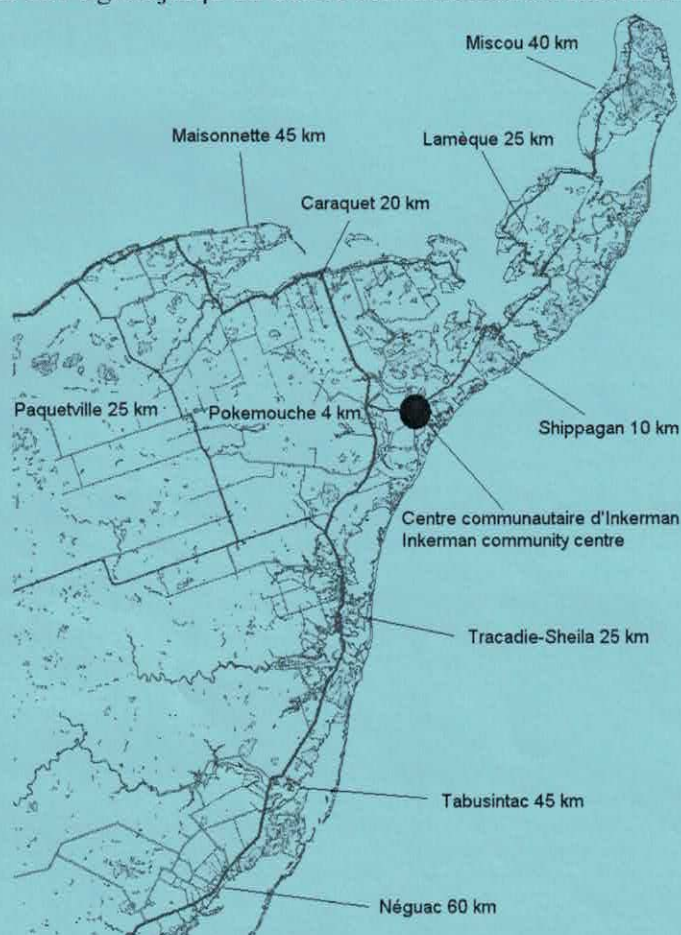 Miscou 40 km
Maisonnette 45 km
Lamèque 25 km
Caraquet 20 km
Paquetville 25 km
Pokemouche 4 km
Shippagan 10 km
Centre communautaire d'Inkerman
Inkerman community centre
Tracadie-Sheila 25 km
Tabusintac 45 km
Néguac 60 km